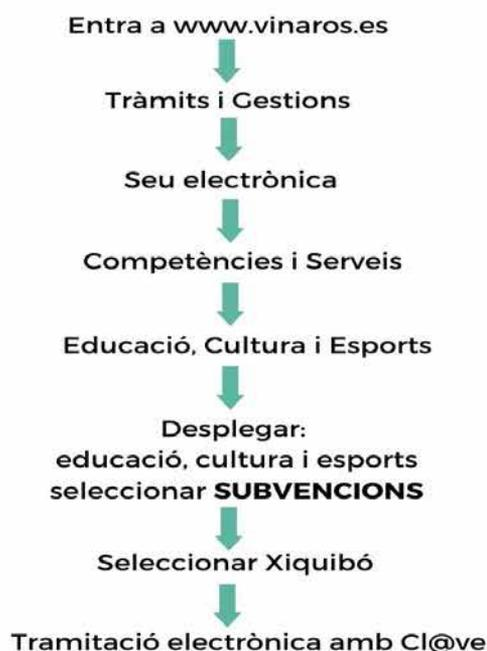 Entra a www.vinaros.es
Tràmits i Gestions
Seu electrònica
Competències i Serveis
Educació, Cultura i Esports
Desplegar:
educació, cultura i esports
seleccionar SUBVENCIONS
Seleccionar Xiquibó
Tramitació electrònica amb Cl@ve